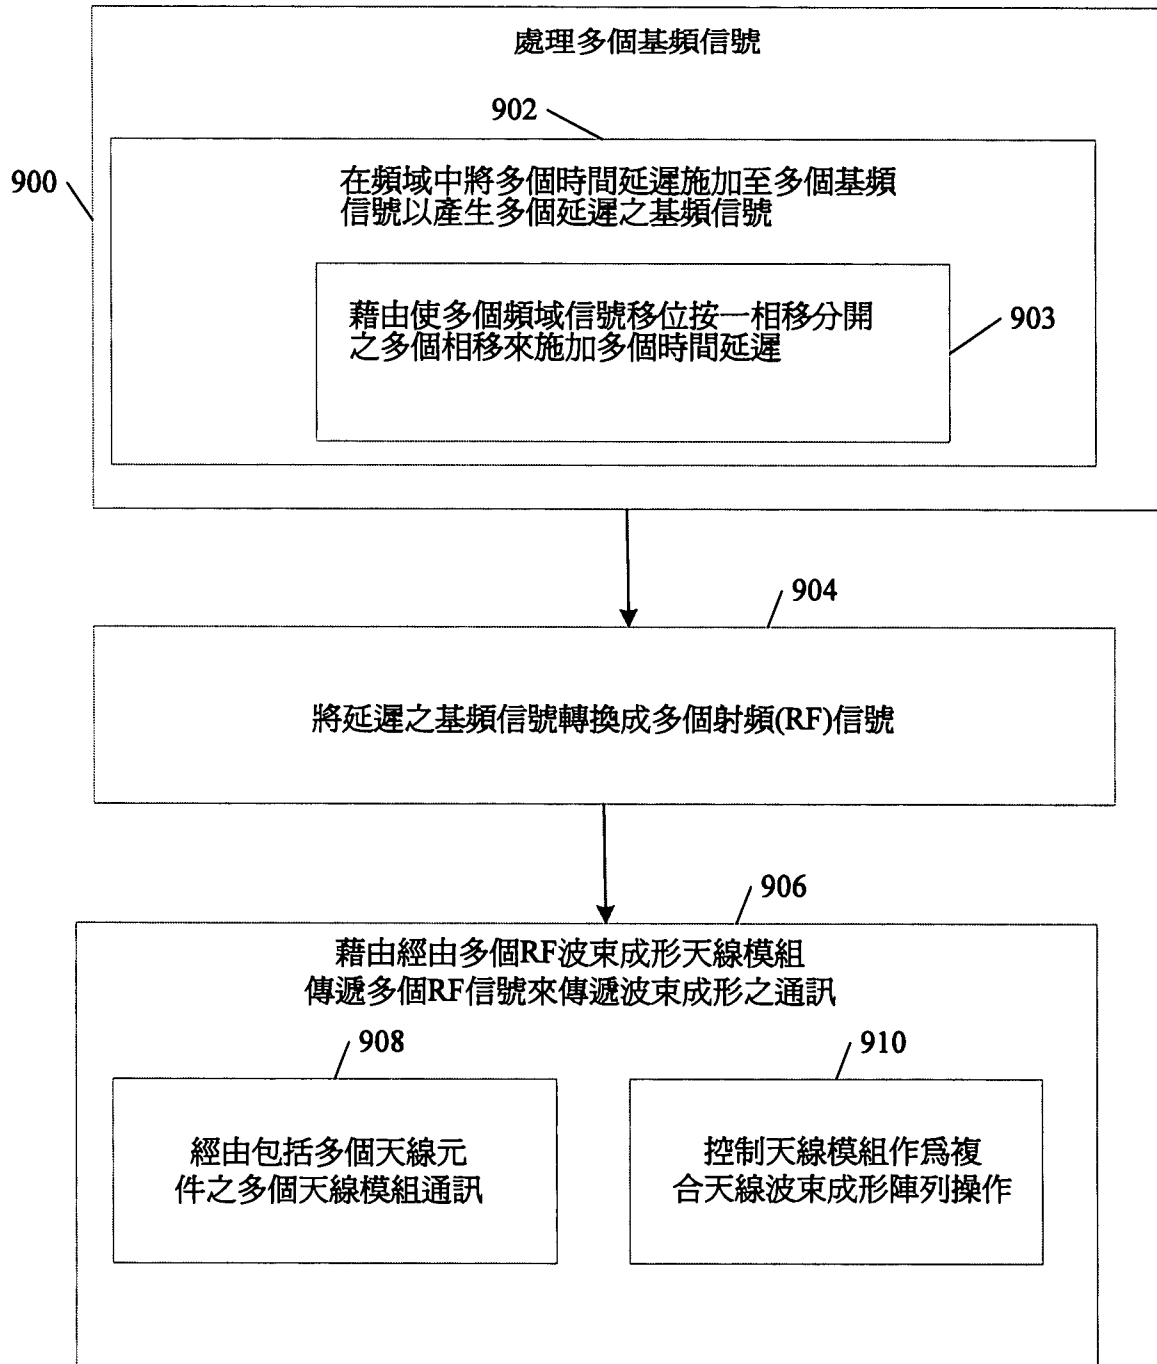 處理多個基頻信號
902
900
在頻域中將多個時間延遲施加至多個基頻
信號以產生多個延遲之基頻信號
藉由使多個頻域信號移位按一相移分開
之多個相移來施加多個時間延遲
903
904
將延遲之基頻信號轉換成多個射頻(RF)信號
906
藉由經由多個RF波束成形天線模組
傳遞多個RF信號來傳遞波束成形之通訊
908
910
經由包括多個天線元
件之多個天線模組通訊
控制天線模組作爲複
合天線波束成形陣列操作